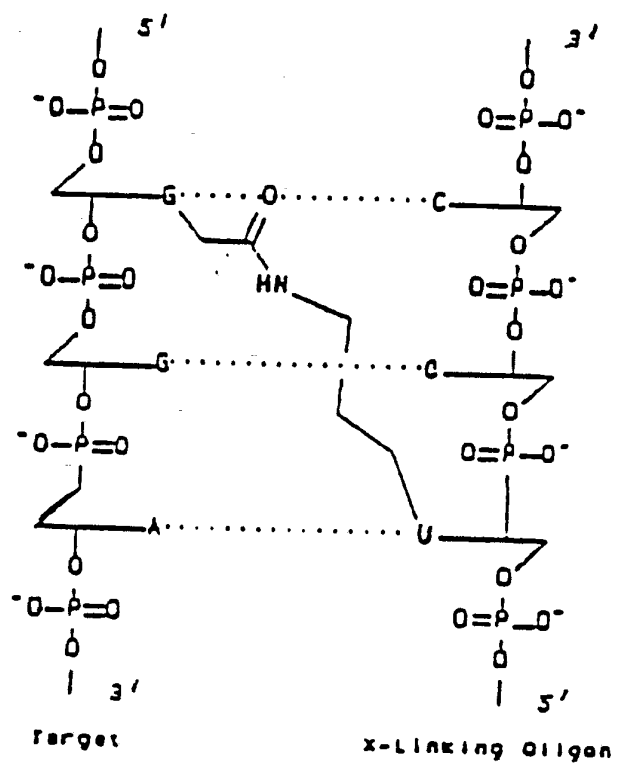 5' 3'
O O
-O-P=O O=P-O-
O O
G O C
O O
HN
-O-P=O O=P-O-
O O
G C
O O
-O-P=O O=P-O-
A U
O O
-O-P=O O=P-O-
O O
3' 5'
Target X-Linking Oligon